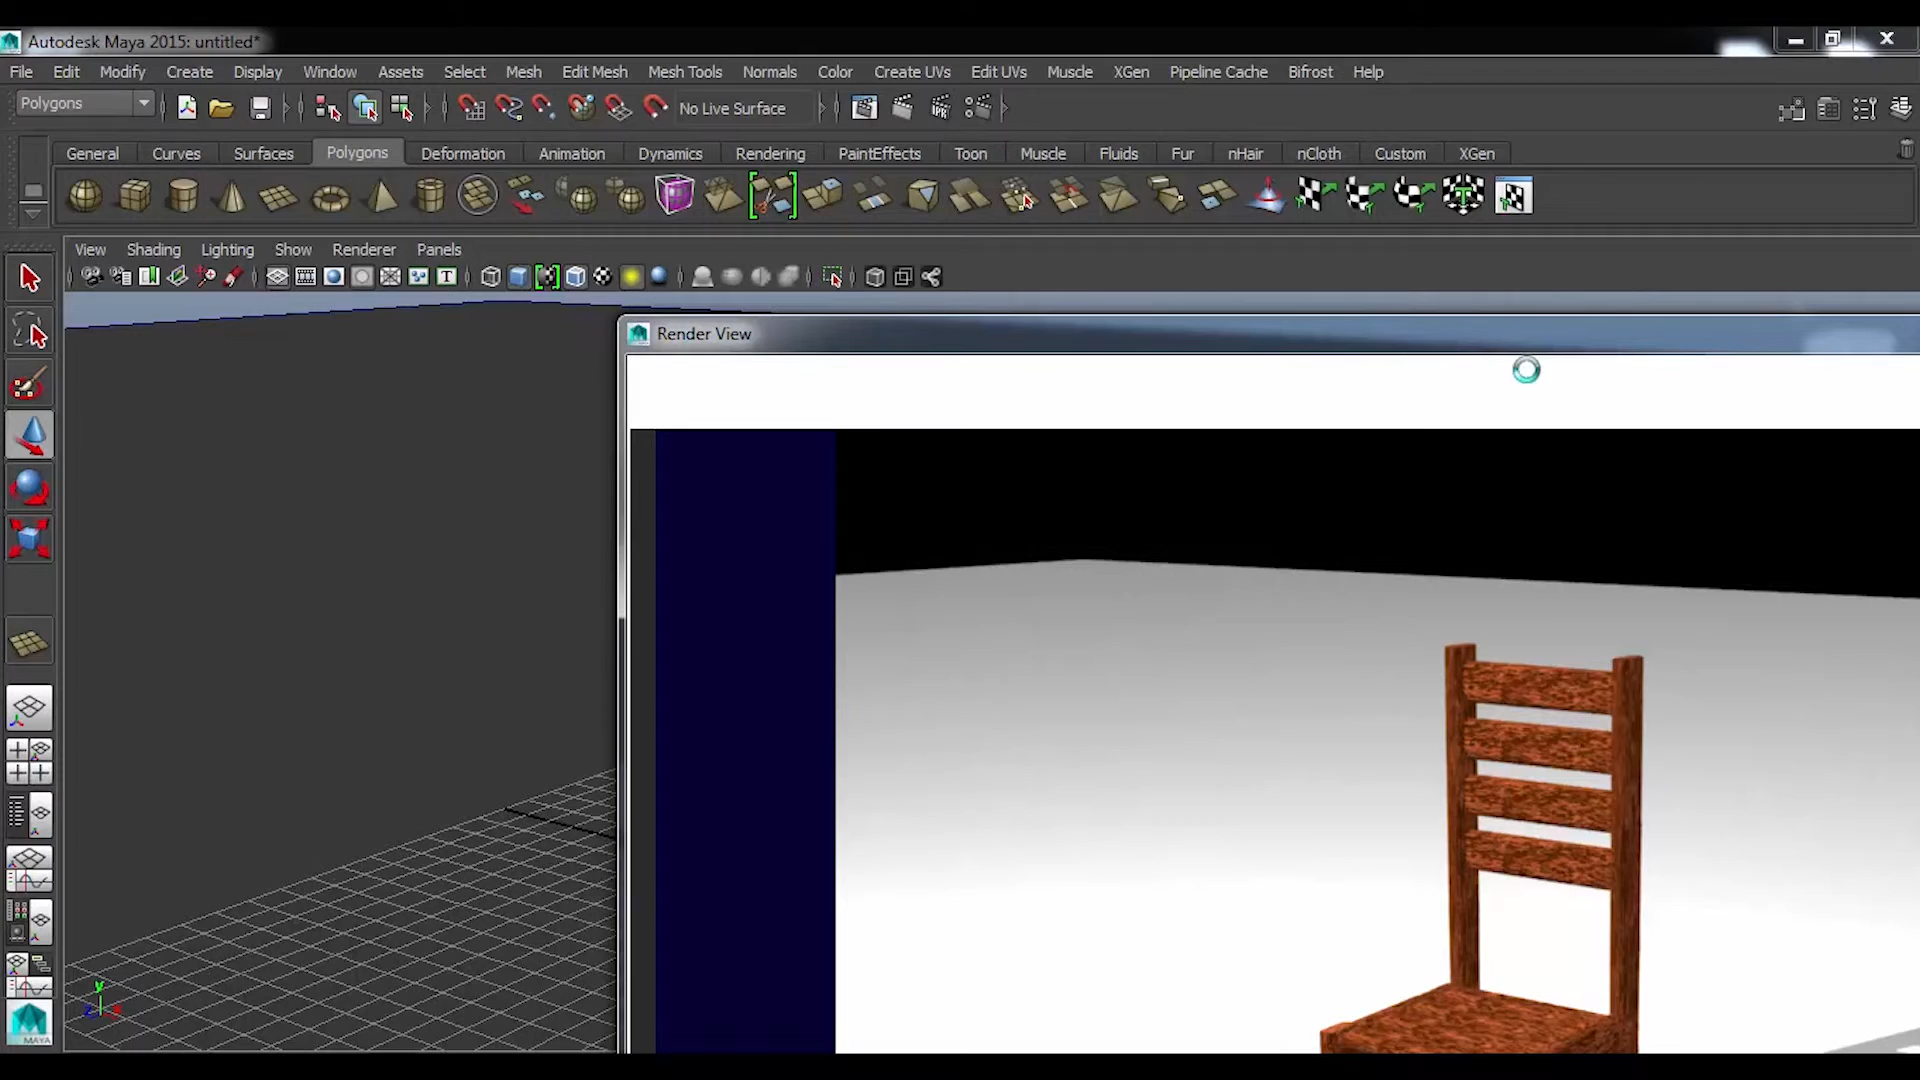 Autodesk Maya 2015: untitled*
File Edit Modify Create Display Window Assets Select Mesh Edit Mesh Mesh Tools Normals Color Create UVs Edit UVs Muscle XGen Pipeline Cache Bifrost Help
Polygons No Live Surface IPR
General Curves Surfaces Polygons Deformation Animation Dynamics Rendering PaintEffects Toon Muscle Fluids Fur nHair nCloth Custom XGen
View Shading Lighting Show Renderer Panels
T
Render View
y
z x
MAYA